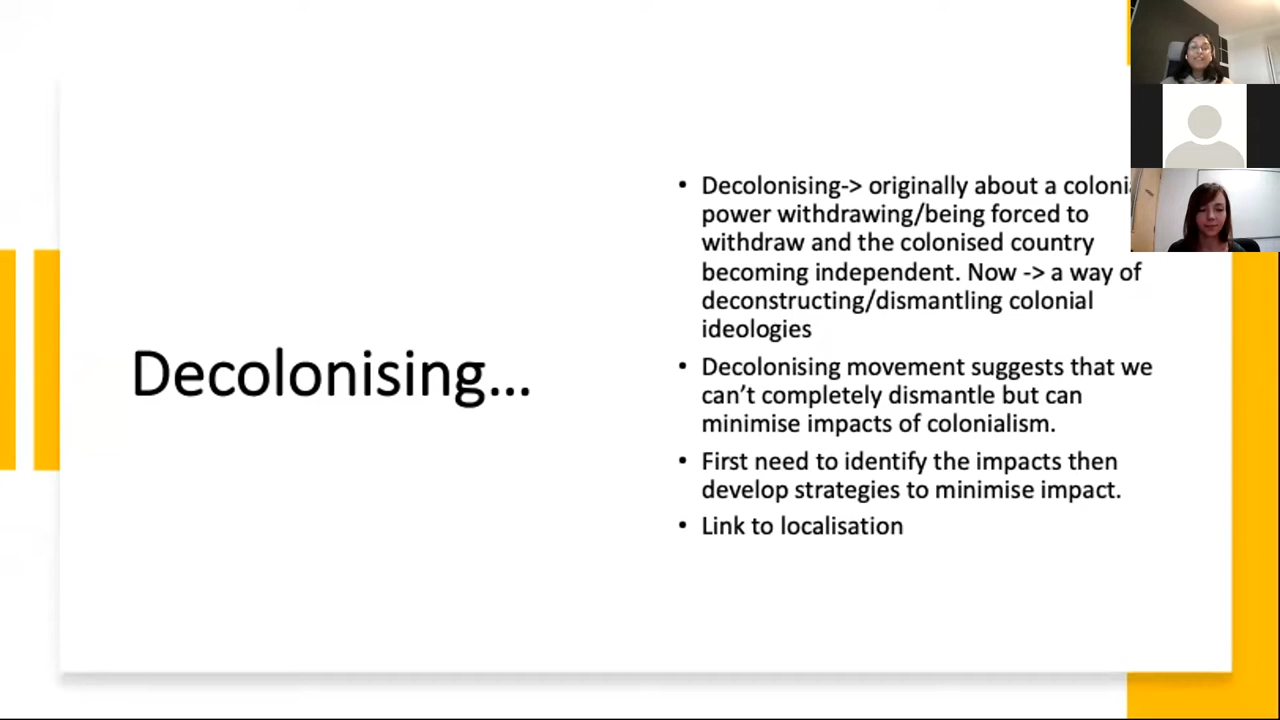 Decolonising...
• Decolonising-> originally about a coloni
power withdrawing/being forced to
withdraw and the colonised country
becoming independent. Now -> a way of
deconstructing/dismantling colonial
ideologies
• Decolonising movement suggests that we
can't completely dismantle but can
minimise impacts of colonialism.
• First need to identify the impacts then
develop strategies to minimise impact.
• Link to localisation